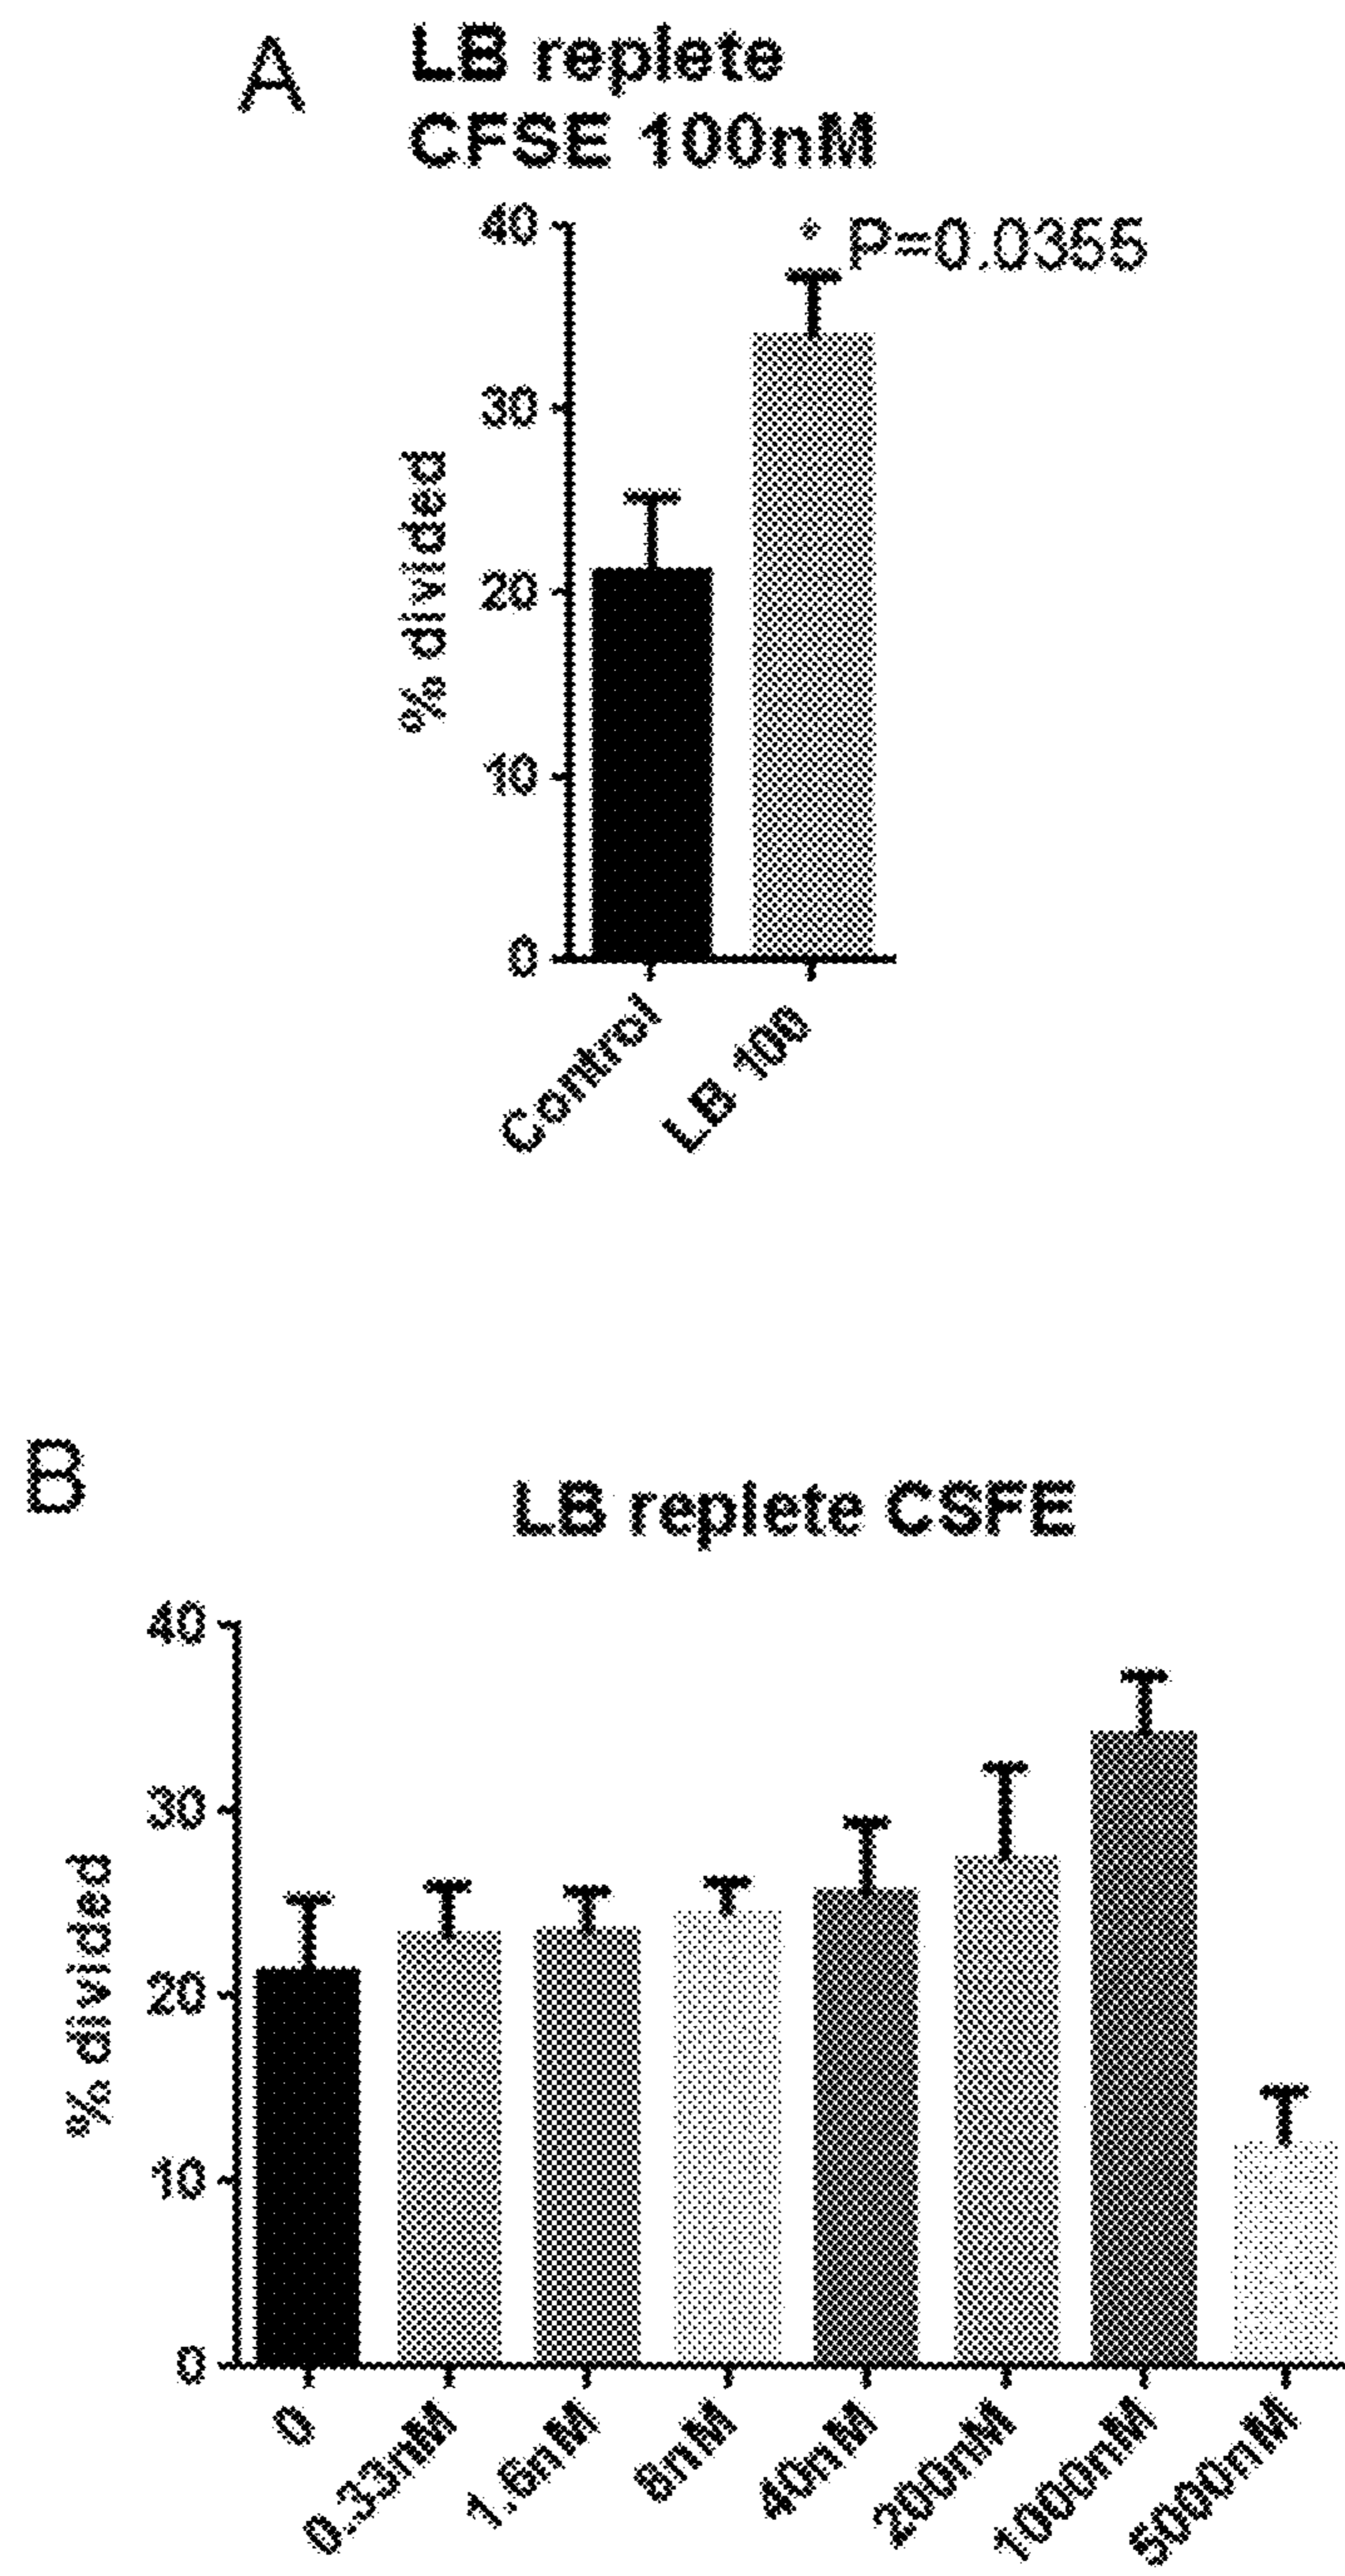 A
LB replete
CFSE 100nM
* P=0.0355
% divided
40
30
20
10
0
Control
LB 100
B
LB replete CSFE
% divided
40
30
20
10
0
0
0.33nM
1.6nM
8nM
40nM
200nM
1000nM
5000nM